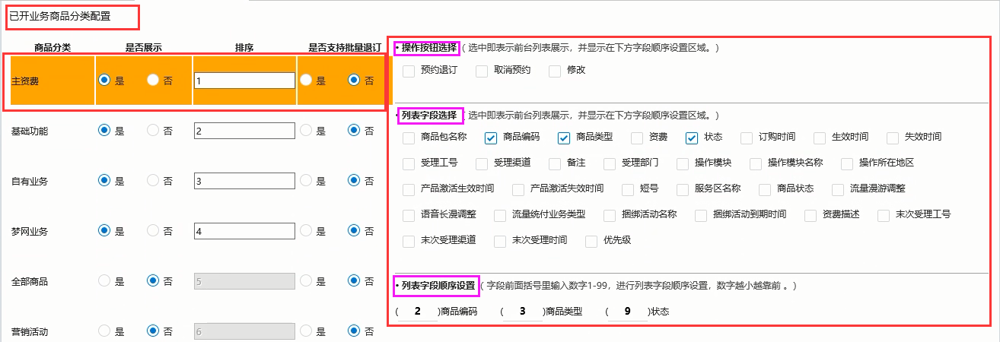 已开业务商品分类配置
商品分类 是否展示 排序 是否支持批量退订
主资费 是 否 1 是 否
基础功能 是 否 2 是 否
自有业务 是 否 3 是 否
梦网业务 是 否 4 是 否
全部商品 是 否 5 是 否
营销活动 是 否 6 是 否
• 操作按钮选择 ( 选中即表示前台列表展示，并显示在下方字段顺序设置区域。)
预约退订 取消预约 修改
• 列表字段选择 ( 选中即表示前台列表展示，并显示在下方字段顺序设置区域。)
商品包名称 商品编码 商品类型 资费 状态 订购时间 生效时间 失效时间
受理工号 受理渠道 备注 受理部门 操作模块 操作模块名称 操作所在地区
产品激活生效时间 产品激活失效时间 短号 服务区名称 商品状态 流量漫游调整
语音长漫调整 流量统付业务类型 捆绑活动名称 捆绑活动到期时间 资费描述 末次受理工号
末次受理渠道 末次受理时间 优先级
• 列表字段顺序设置 ( 字段前面括号里输入数字1-99，进行列表字段顺序设置，数字越小越靠前 。)
( 2 )商品编码 ( 3 )商品类型 ( 9 )状态